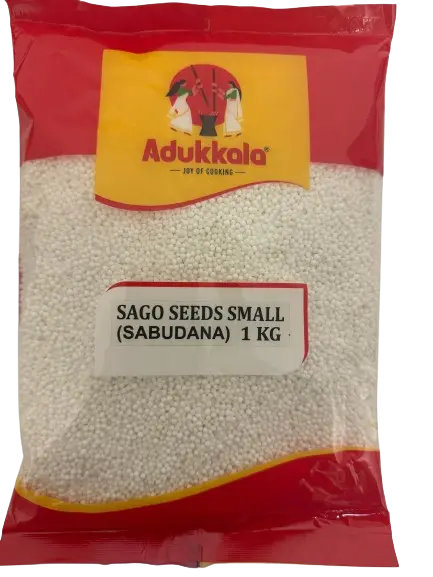 Adukkala®
JOY OF COOKING
SAGO SEEDS SMALL
(SABUDANA) 1 KG